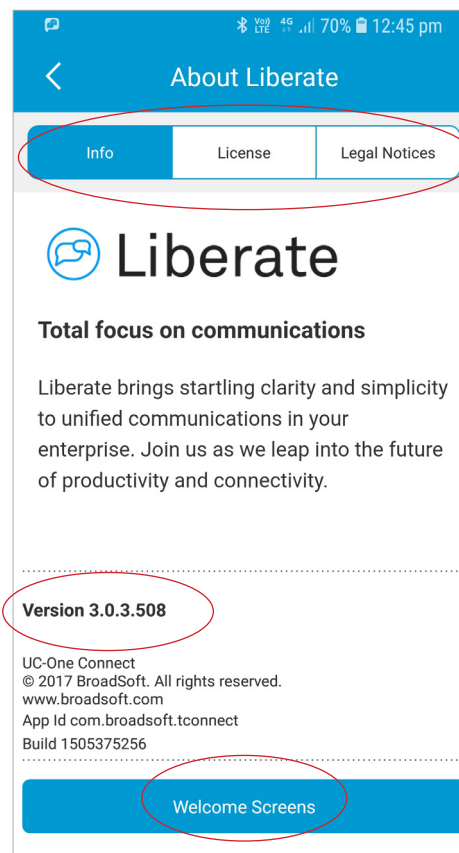 Vo)) LTE 4G 70% 12:45 pm
About Liberate
Info License Legal Notices
Liberate
Total focus on communications
Liberate brings startling clarity and simplicity
to unified communications in your
enterprise. Join us as we leap into the future
of productivity and connectivity.
Version 3.0.3.508
UC-One Connect
© 2017 BroadSoft. All rights reserved.
www.broadsoft.com
App Id com.broadsoft.tconnect
Build 1505375256
Welcome Screens